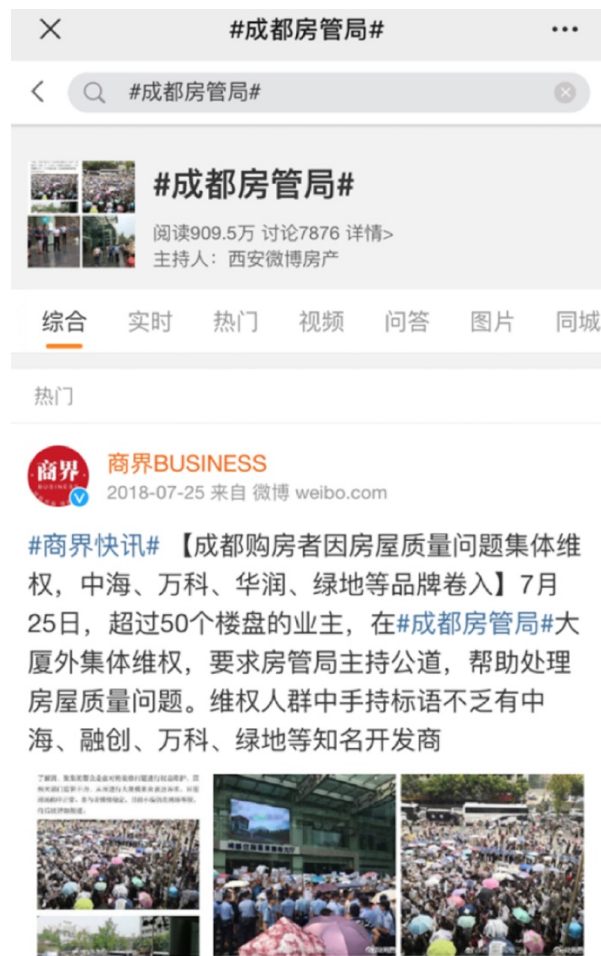 #成都房管局#
#成都房管局#
#成都房管局#
阅读909.5万 讨论7876 详情>
主持人：西安微博房产
综合 实时 热门 视频 问答 图片 同城
热门
商界
BUSINESS
商界BUSINESS
2018-07-25 来自 微博 weibo.com
#商界快讯# 【成都购房者因房屋质量问题集体维
权，中海、万科、华润、绿地等品牌卷入】7月
25日，超过50个楼盘的业主，在#成都房管局#大
厦外集体维权，要求房管局主持公道，帮助处理
房屋质量问题。维权人群中手持标语不乏有中
海、融创、万科、绿地等知名开发商